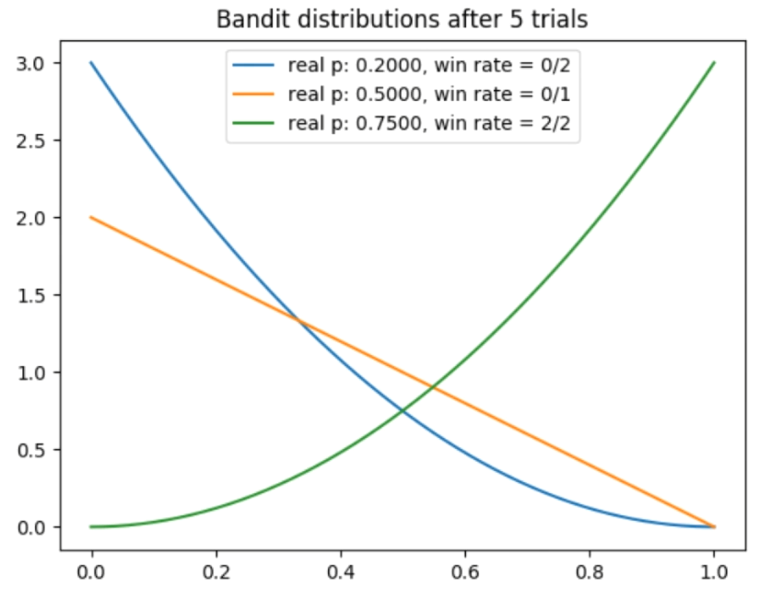 Bandit distributions after 5 trials
real p: 0.2000, win rate = 0/2
real p: 0.5000, win rate = 0/1
real p: 0.7500, win rate = 2/2
3.0
2.5
2.0
1.5
1.0
0.5
0.0
0.0 0.2 0.4 0.6 0.8 1.0